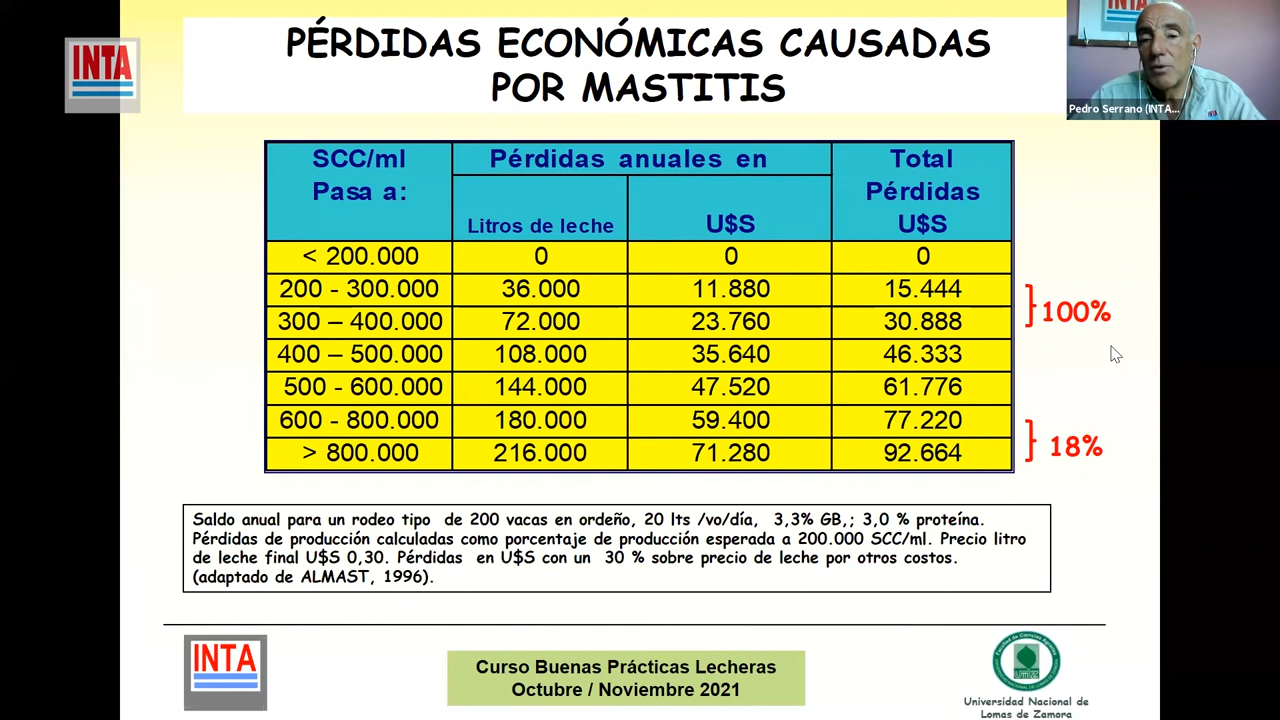 INTA
PÉRDIDAS ECONÓMICAS CAUSADAS
POR MASTITIS
INTA
Pedro Serrano (INTA...
SCC/ml
Pasa a:
Pérdidas anuales en
Litros de leche
U$S
Total
Pérdidas
U$S
< 200.000 0 0 0
200 - 300.000 36.000 11.880 15.444
300 – 400.000 72.000 23.760 30.888
400 – 500.000 108.000 35.640 46.333
500 - 600.000 144.000 47.520 61.776
600 - 800.000 180.000 59.400 77.220
> 800.000 216.000 71.280 92.664
100%
18%
Saldo anual para un rodeo tipo de 200 vacas en ordeño, 20 lts /vo/día, 3,3% GB,; 3,0 % proteína.
Pérdidas de producción calculadas como porcentaje de producción esperada a 200.000 SCC/ml. Precio litro
de leche final U$S 0,30. Pérdidas en U$S con un 30 % sobre precio de leche por otros costos.
(adaptado de ALMAST, 1996).
INTA
Curso Buenas Prácticas Lecheras
Octubre / Noviembre 2021
Universidad Nacional de
Lomas de Zamora